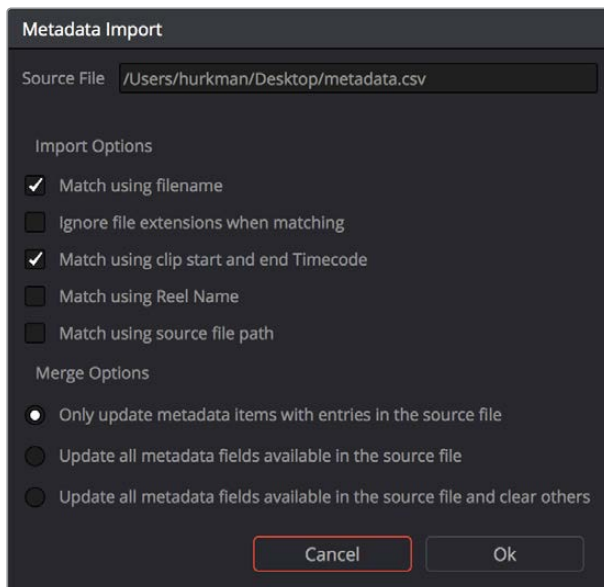 Metadata Import
Source File /Users/hurkman/Desktop/metadata.csv
Import Options
Match using filename
Ignore file extensions when matching
Match using clip start and end Timecode
Match using Reel Name
Match using source file path
Merge Options
Only update metadata items with entries in the source file
Update all metadata fields available in the source file
Update all metadata fields available in the source file and clear others
Cancel Ok